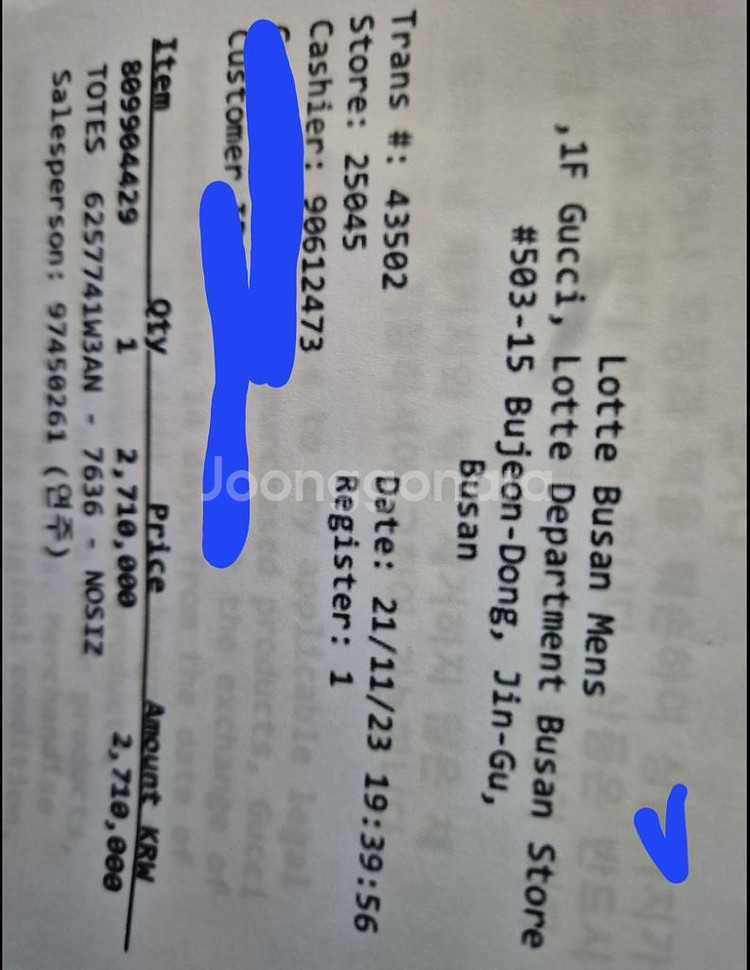 Lotte Busan Mens
,1F Gucci, Lotte Department Busan Store
#503-15 Bujeon-Dong, Jin-Gu,
Busan
Trans #: 43502 Date: 21/11/23 19:39:56
Store: 25045 Register: 1
Cashier: 90612473
Customer
Item Qty Price Amount KRW
809904429 1 2,710,000 2,710,000
TOTES 6257741W3AN - 7636 - NOSIZ
Salesperson: 97450261 (연주)
Joonggonara